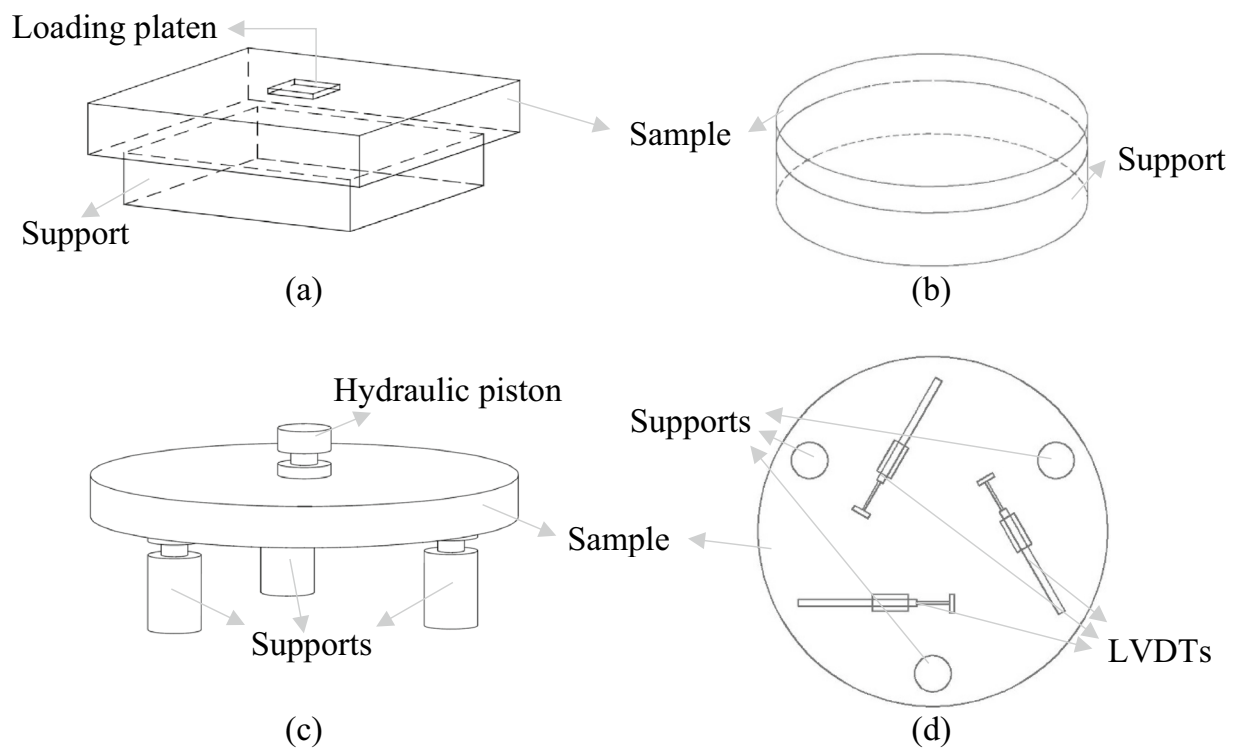 Loading platen
Sample
Support
Support
(a)
(b)
Hydraulic piston
Supports
Sample
Supports
LVDTs
(c)
(d)